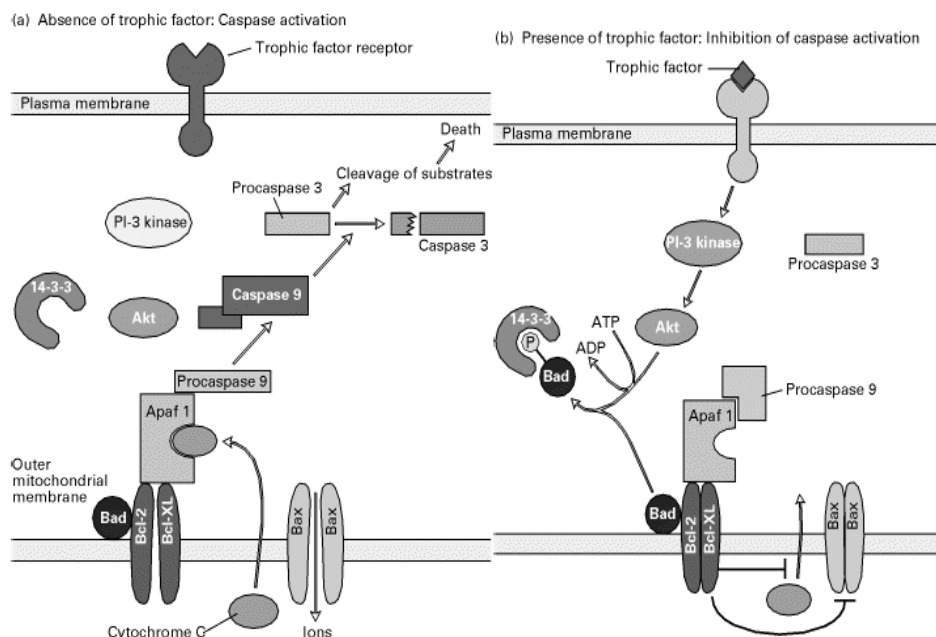 (a) Absence of trophic factor: Caspase activation
Trophic factor receptor
Plasma membrane
Death
Cleavage of substrates
Procaspase 3
PI-3 kinase
Caspase 3
14-3-3
Akt
Caspase 9
Procaspase 9
Apaf 1
Outer
mitochondrial
membrane
Bad
Bcl-2
Bcl-XL
Bax
Bax
Cytochrome C
Ions
(b) Presence of trophic factor: Inhibition of caspase activation
Trophic factor
Plasma membrane
PI-3 kinase
Procaspase 3
14-3-3
P
Bad
ATP
ADP
Akt
Procaspase 9
Apaf 1
Bad
Bcl-2
Bcl-XL
Bax
Bax